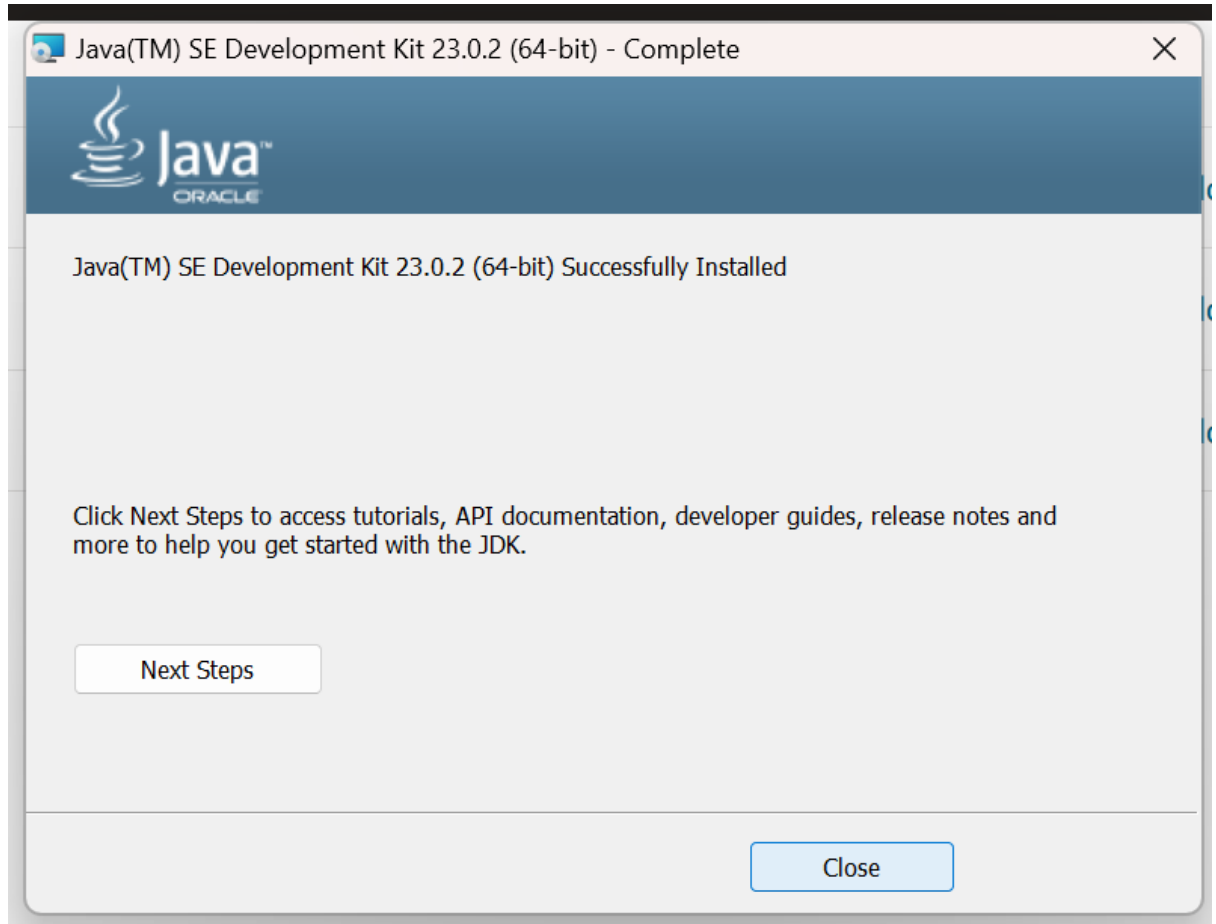 Java(TM) SE Development Kit 23.0.2 (64-bit) - Complete
Java™
ORACLE
Java(TM) SE Development Kit 23.0.2 (64-bit) Successfully Installed
Click Next Steps to access tutorials, API documentation, developer guides, release notes and
more to help you get started with the JDK.
Next Steps
Close